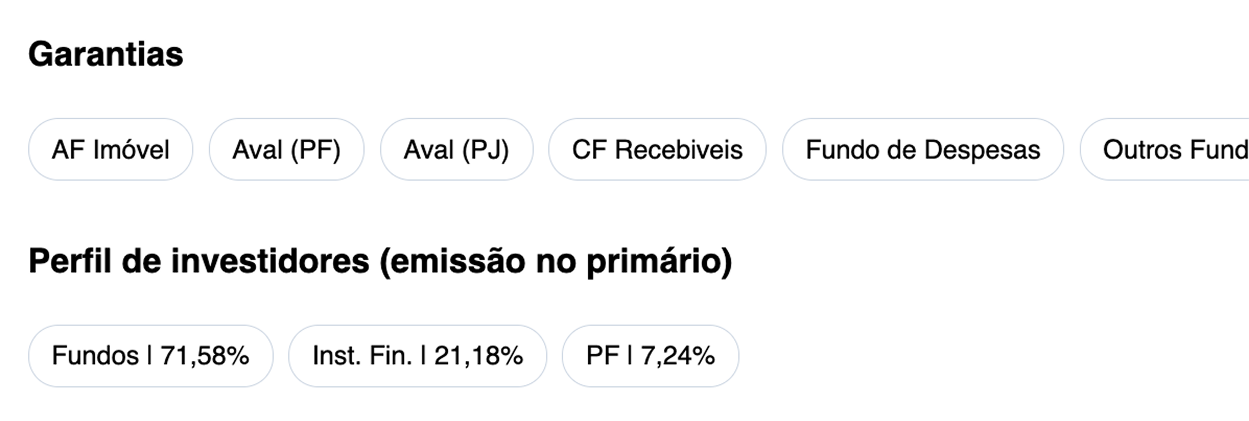 Garantias
AF Imóvel Aval (PF) Aval (PJ) CF Recebiveis Fundo de Despesas Outros Fund
Perfil de investidores (emissão no primário)
Fundos | 71,58% Inst. Fin. | 21,18% PF | 7,24%